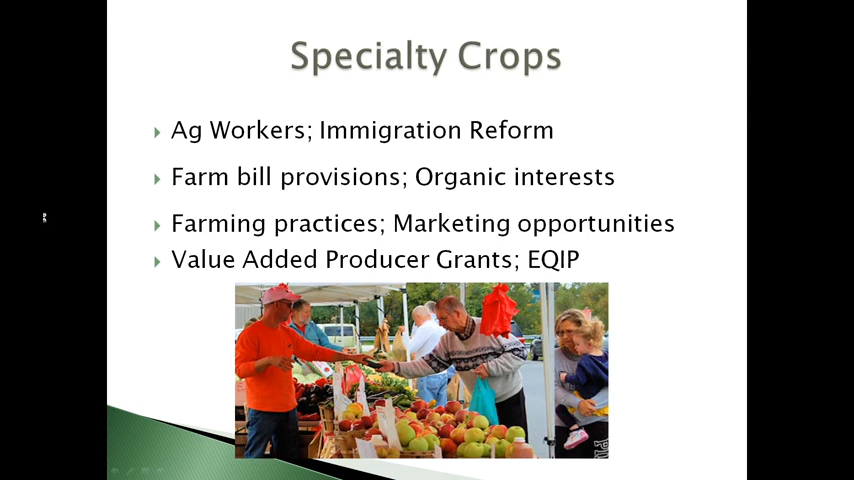 Specialty Crops
Ag Workers; Immigration Reform
Farm bill provisions; Organic interests
Farming practices; Marketing opportunities
Value Added Producer Grants; EQIP